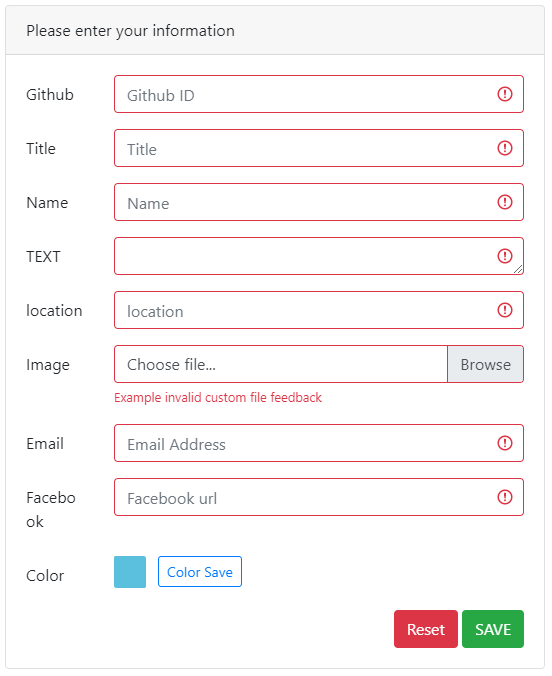 Please enter your information
Github Github ID
Title Title
Name Name
TEXT
location location
Image Choose file... Browse
Example invalid custom file feedback
Email Email Address
Facebo Facebook url
ok
Color Color Save
Reset SAVE